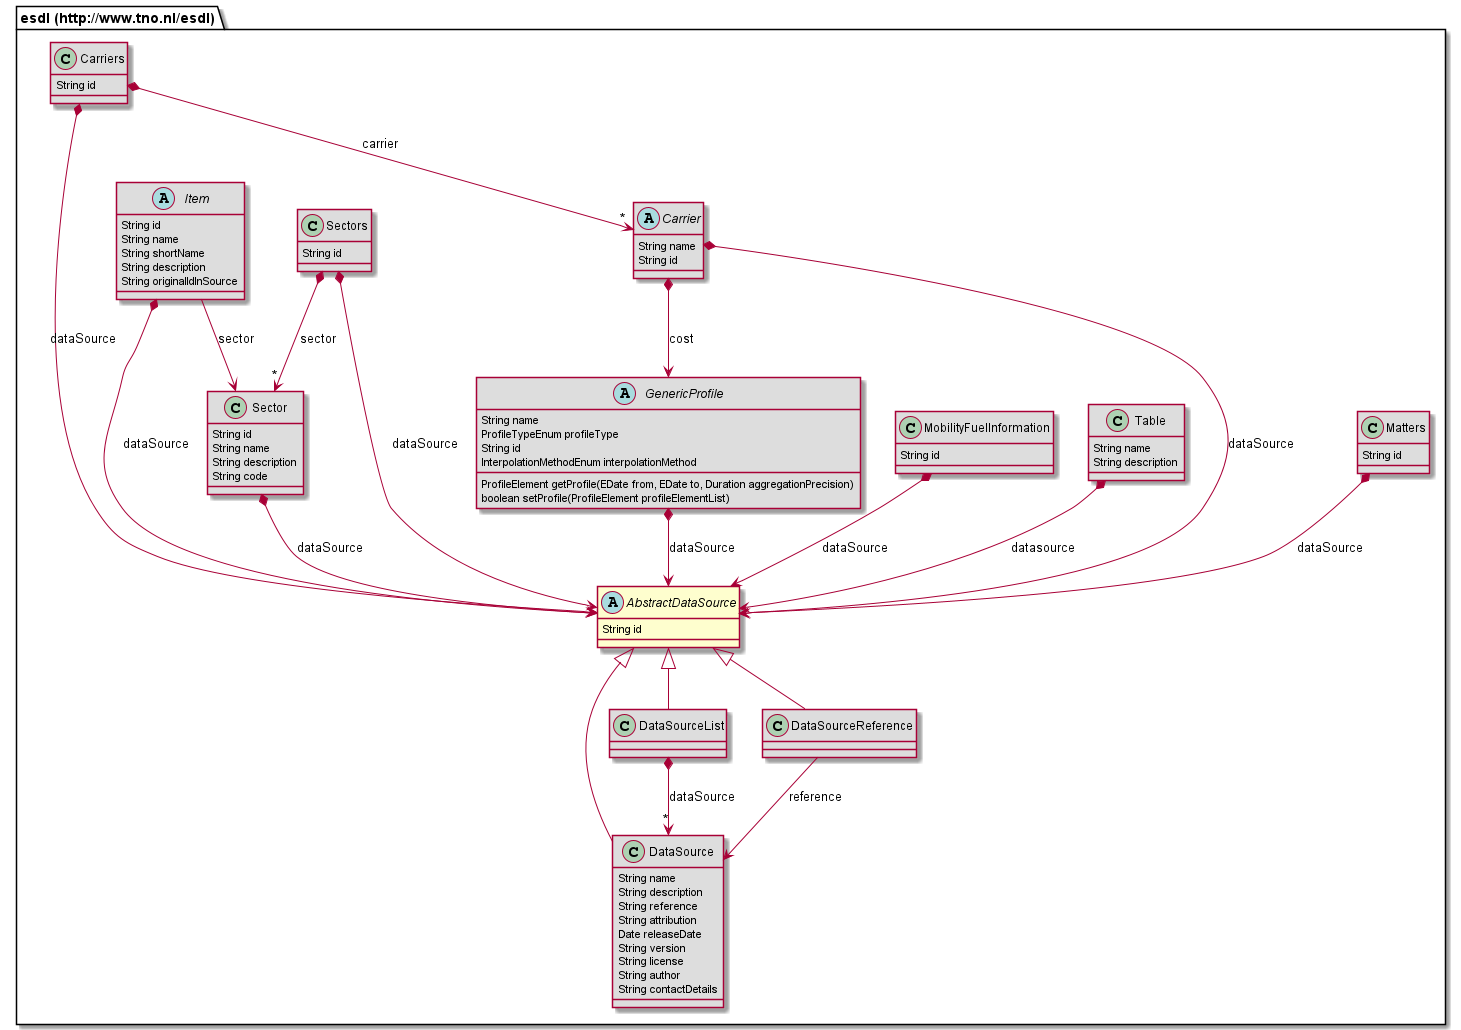 esdl (http://www.tno.nl/esdl)
C Carriers
String id
carrier
A Item
String id
String name
String shortName
String description
String originalIdInSource
C Sectors
String id
*
A Carrier
String name
String id
dataSource
sector
sector
cost
*
C Sector
String id
String name
String description
String code
dataSource
dataSource
A GenericProfile
String name
ProfileTypeEnum profileType
String id
InterpolationMethodEnum interpolationMethod
ProfileElement getProfile(EDate from, EDate to, Duration aggregationPrecision)
boolean setProfile(ProfileElement profileElementList)
C MobilityFuelInformation
String id
C Table
String name
String description
dataSource
C Matters
String id
dataSource
dataSource
dataSource
datasource
dataSource
A AbstractDataSource
String id
C DataSourceList
C DataSourceReference
dataSource
reference
*
C DataSource
String name
String description
String reference
String attribution
Date releaseDate
String version
String license
String author
String contactDetails